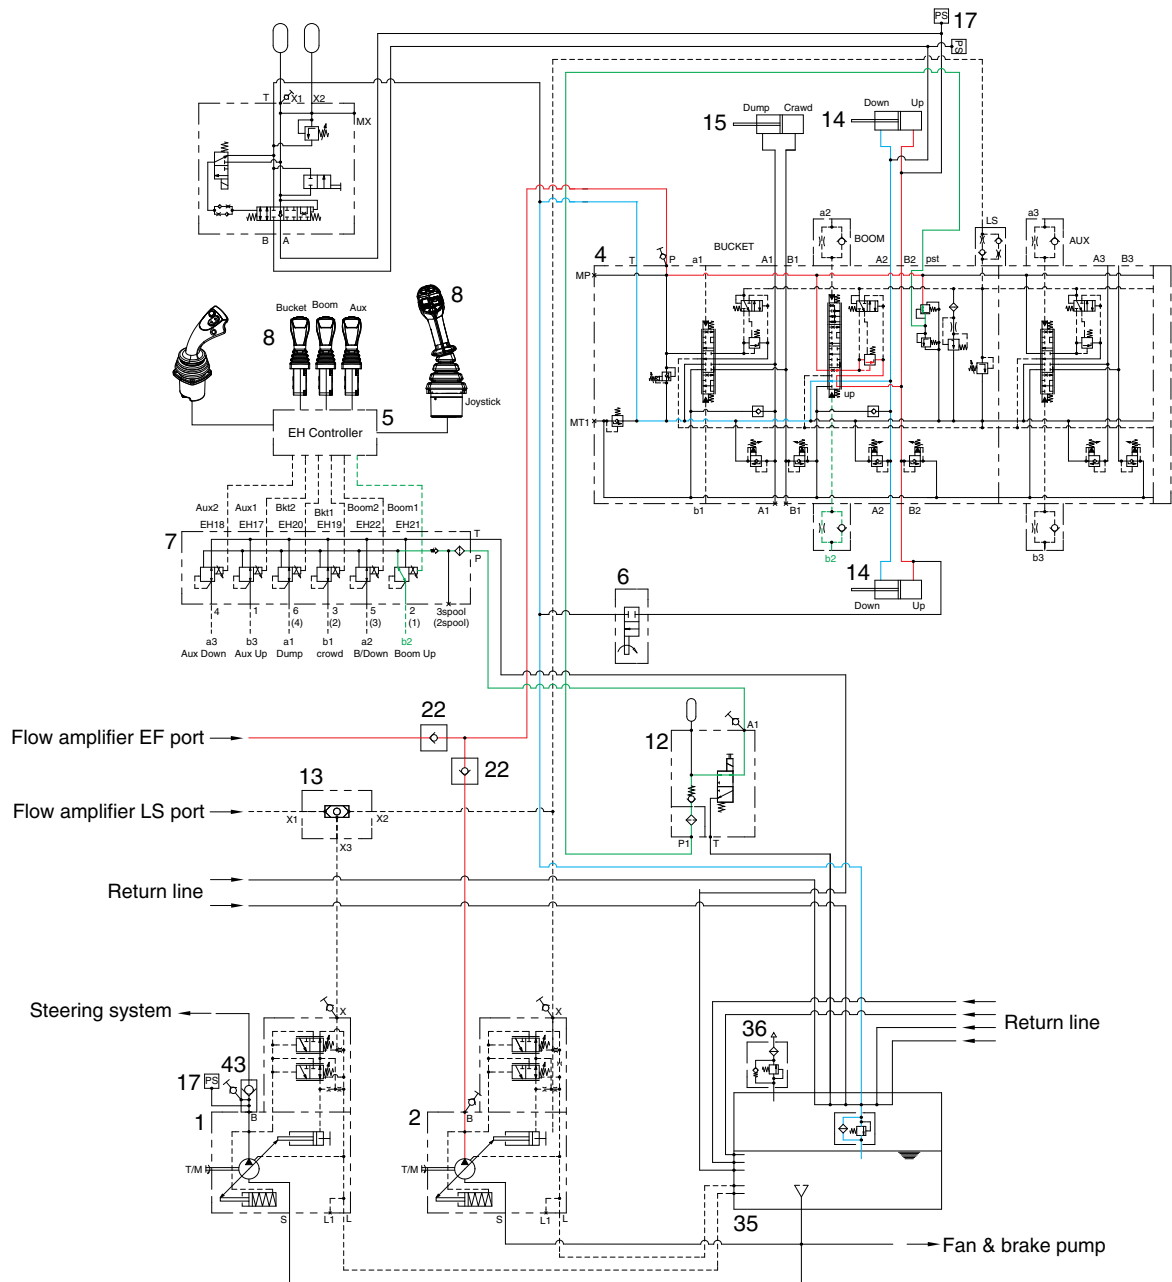 PS 17
PS
T X1 X2
MX
Dump Crawd
15
Down Up
14
B A
a2
BOOM
LS
a3
AUX
BUCKET
4 T P a1 A1 B1 A2 B2 pst A3 B3
MP
8
Bucket Boom Aux
8
Joystick
5
EH Controller
up
MT1
Aux2 Aux1 Bkt2 Bkt1 Boom2 Boom1
EH18 EH17 EH20 EH19 EH22 EH21
7
T
P
b1 A1 B1 A2 B2
b2
b3
14
Down Up
6
4 1 6 3 5 2 3spool
(4) (2) (3) (1) (2spool)
a3 b3 a1 b1 a2 b2
Aux Down Aux Up Dump crowd B/Down Boom Up
22
Flow amplifier EF port
22
12
A1
13
Flow amplifier LS port
X1 X2
X3
P1 T
Return line
Steering system
X
X
Return line
36
43
17 PS
B
B
1
2
T/M
T/M
S L1 L
S L1 L
35
Fan & brake pump